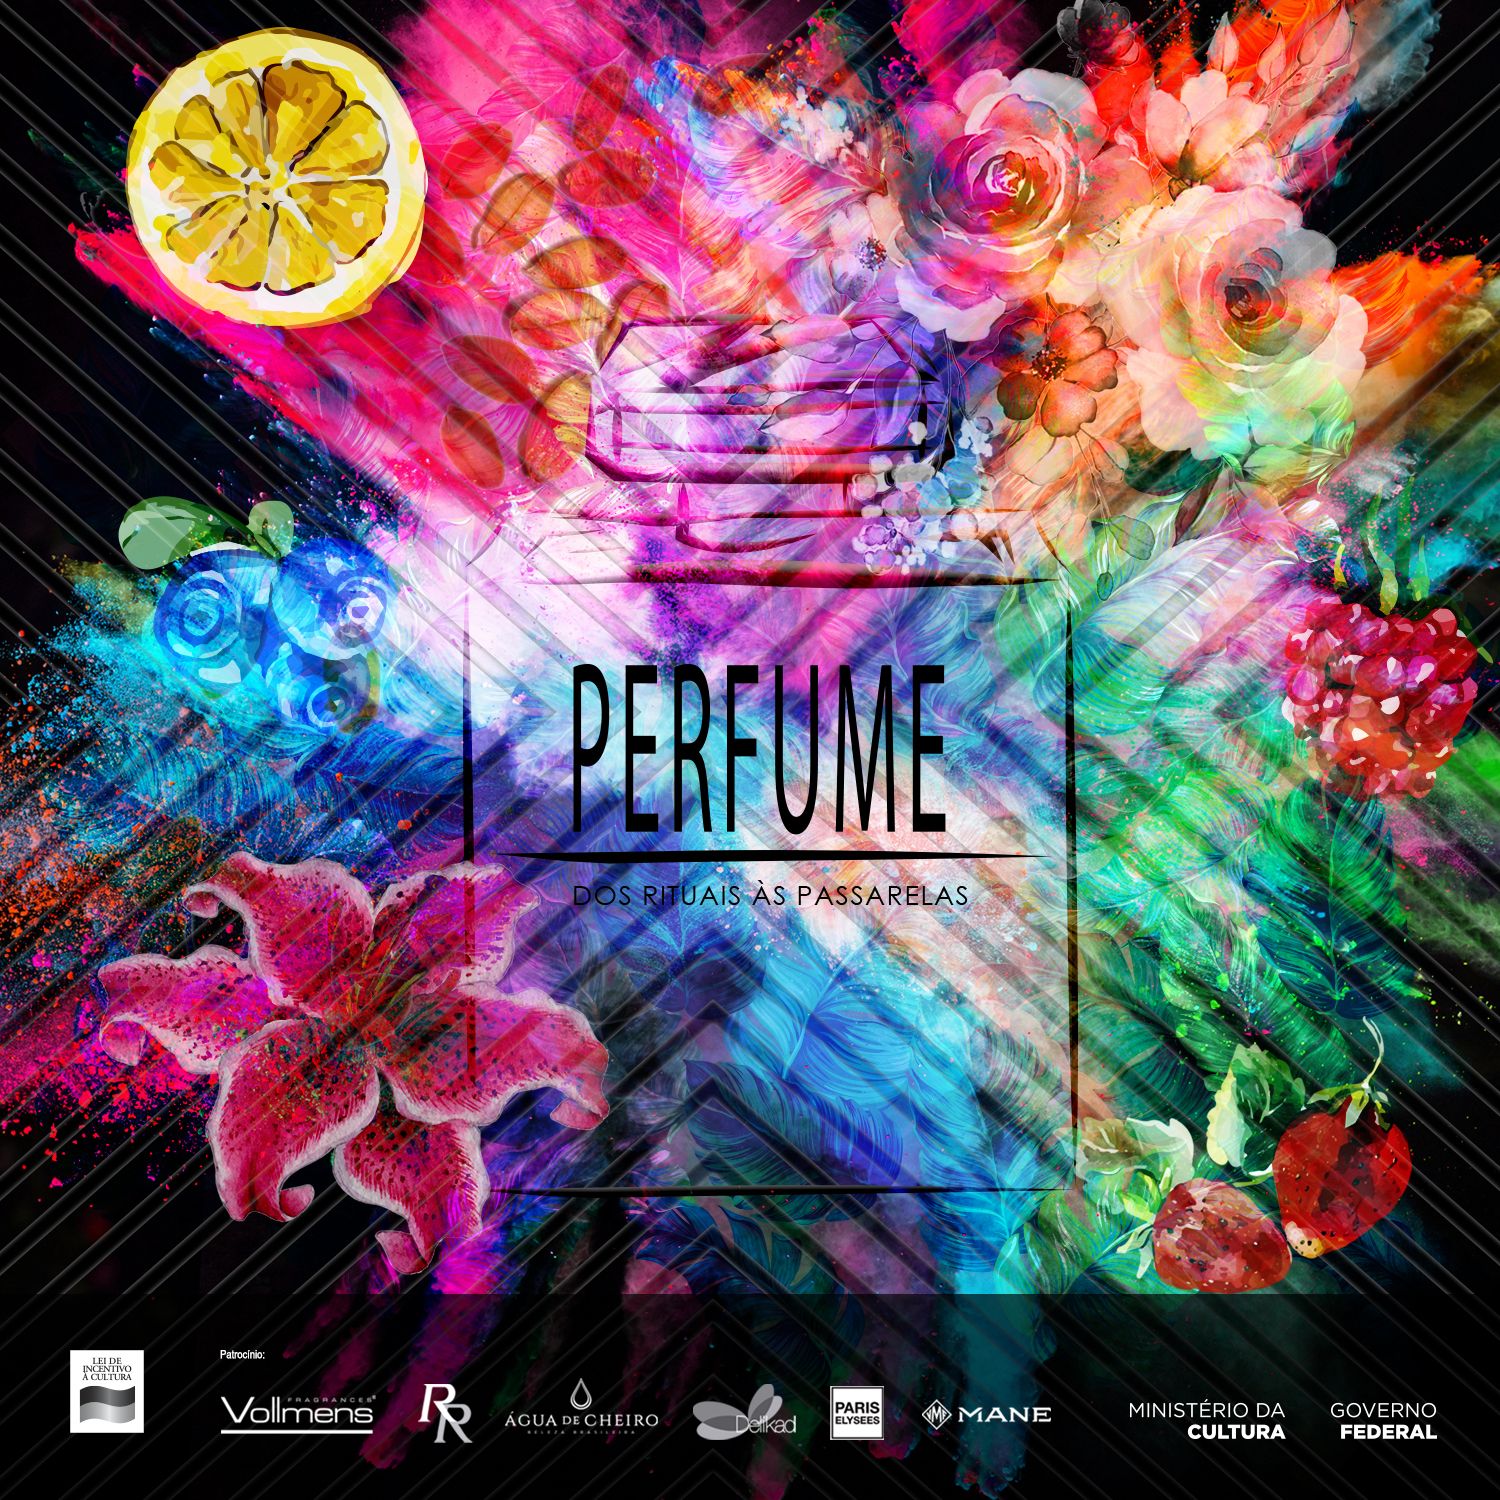 PERFUME
DOS RITUAIS ÀS PASSARELAS
LEI DE
INCENTIVO
À CULTURA
Patrocínio:
FRAGRANCES
Vollmens
RR
ÁGUA DE CHEIRO
BELEZA BRASILEIRA
Delikad
PARIS
ELYSEES
MANE
MINISTÉRIO DA
CULTURA
GOVERNO
FEDERAL